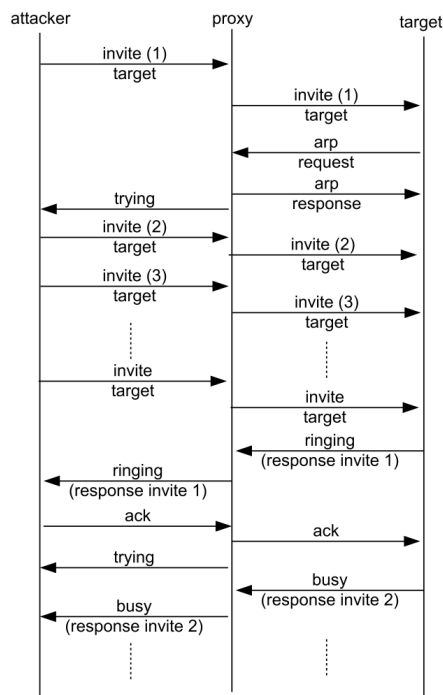 attacker proxy target
invite (1)
target
invite (1)
target
arp
request
arp
response
trying
invite (2)
target
invite (2)
target
invite (3)
target
invite (3)
target
invite
target
invite
target
ringing
(response invite 1)
ringing
(response invite 1)
ack
ack
trying
busy
(response invite 2)
busy
(response invite 2)